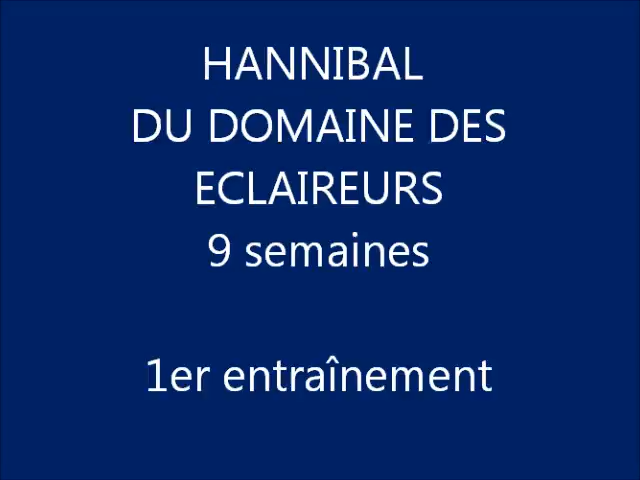 HANNIBAL
DU DOMAINE DES
ECLAIREURS
9 semaines
1er entraînement